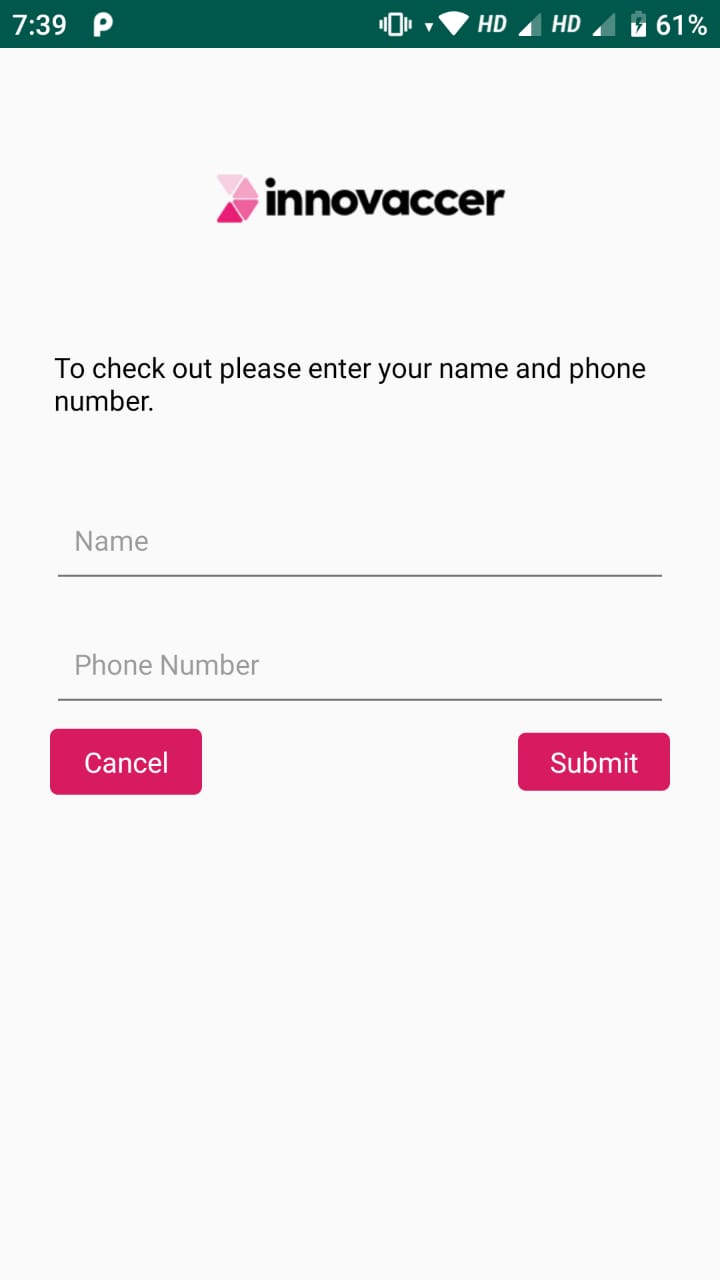 7:39 HD HD 61%
innovaccer
To check out please enter your name and phone
number.
Name
Phone Number
Cancel Submit